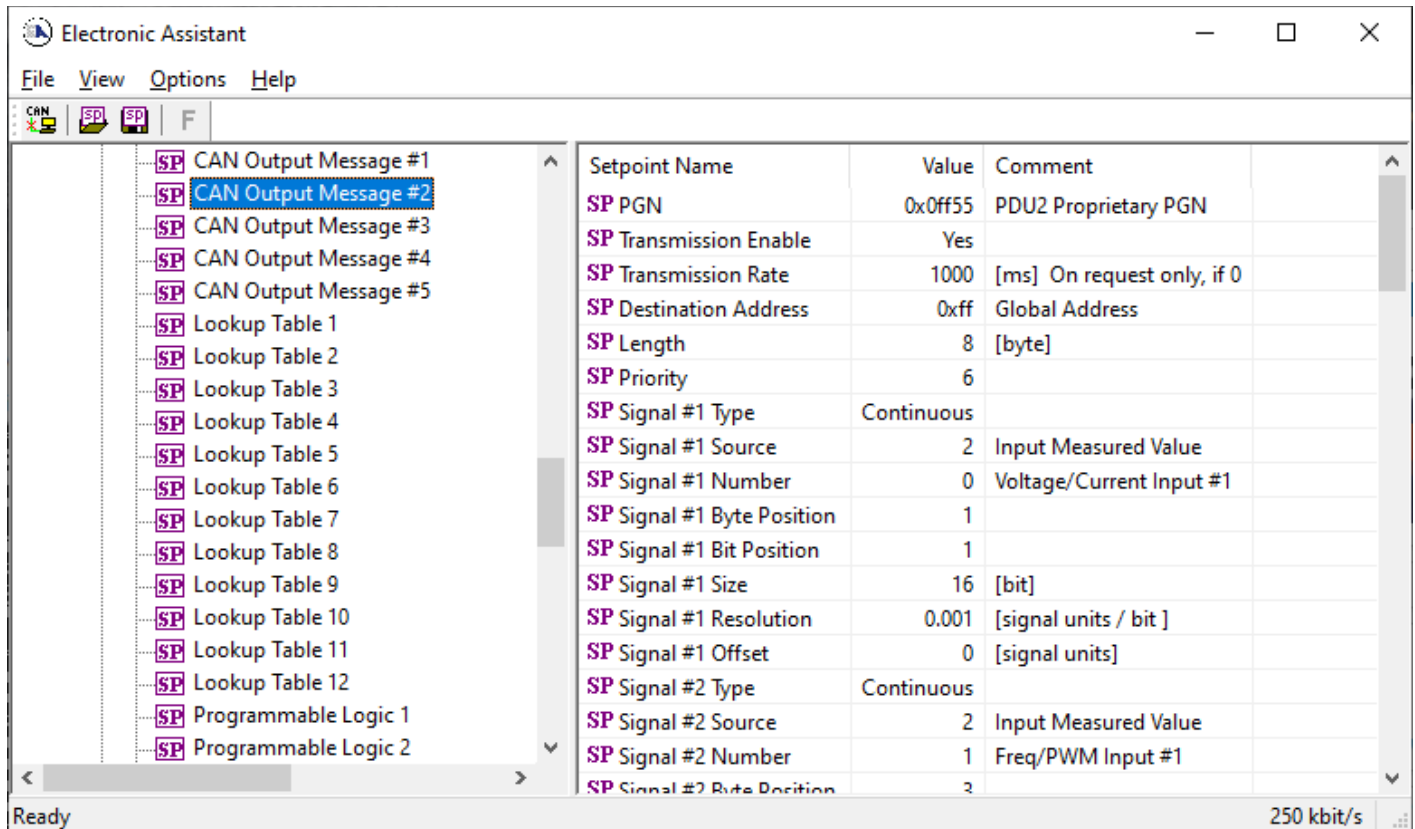 Electronic Assistant
File View Options Help
CAN SP SP F
SP CAN Output Message #1
SP CAN Output Message #2
SP CAN Output Message #3
SP CAN Output Message #4
SP CAN Output Message #5
SP Lookup Table 1
SP Lookup Table 2
SP Lookup Table 3
SP Lookup Table 4
SP Lookup Table 5
SP Lookup Table 6
SP Lookup Table 7
SP Lookup Table 8
SP Lookup Table 9
SP Lookup Table 10
SP Lookup Table 11
SP Lookup Table 12
SP Programmable Logic 1
SP Programmable Logic 2
Setpoint Name Value Comment
SP PGN 0x0ff55 PDU2 Proprietary PGN
SP Transmission Enable Yes
SP Transmission Rate 1000 [ms] On request only, if 0
SP Destination Address 0xff Global Address
SP Length 8 [byte]
SP Priority 6
SP Signal #1 Type Continuous
SP Signal #1 Source 2 Input Measured Value
SP Signal #1 Number 0 Voltage/Current Input #1
SP Signal #1 Byte Position 1
SP Signal #1 Bit Position 1
SP Signal #1 Size 16 [bit]
SP Signal #1 Resolution 0.001 [signal units / bit ]
SP Signal #1 Offset 0 [signal units]
SP Signal #2 Type Continuous
SP Signal #2 Source 2 Input Measured Value
SP Signal #2 Number 1 Freq/PWM Input #1
SP Signal #2 Byte Position 3
Ready 250 kbit/s